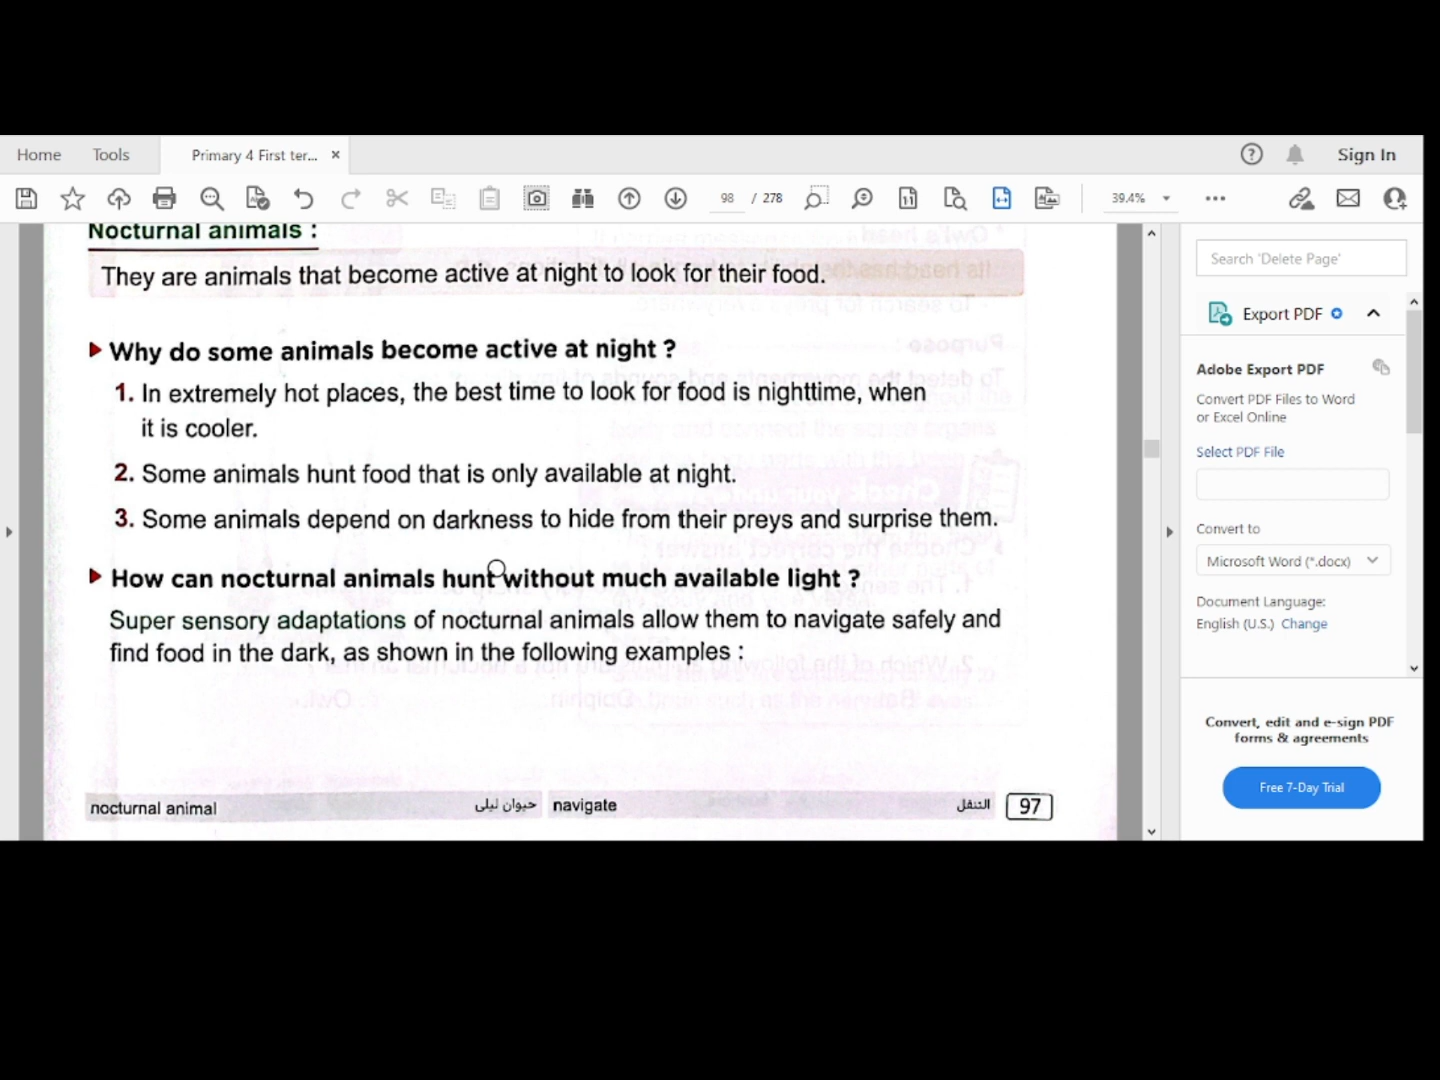 Home Tools Primary 4 First ter... ×
Sign In
98 / 278 39.4%
Nocturnal animals :
They are animals that become active at night to look for their food.
Why do some animals become active at night ?
1. In extremely hot places, the best time to look for food is nighttime, when
it is cooler.
2. Some animals hunt food that is only available at night.
3. Some animals depend on darkness to hide from their preys and surprise them.
How can nocturnal animals hunt without much available light ?
Super sensory adaptations of nocturnal animals allow them to navigate safely and
find food in the dark, as shown in the following examples :
nocturnal animal حيوان ليلى navigate التنقل 97
Search 'Delete Page'
Export PDF
Adobe Export PDF
Convert PDF Files to Word
or Excel Online
Select PDF File
Convert to
Microsoft Word (*.docx)
Document Language:
English (U.S.) Change
Convert, edit and e-sign PDF
forms & agreements
Free 7-Day Trial